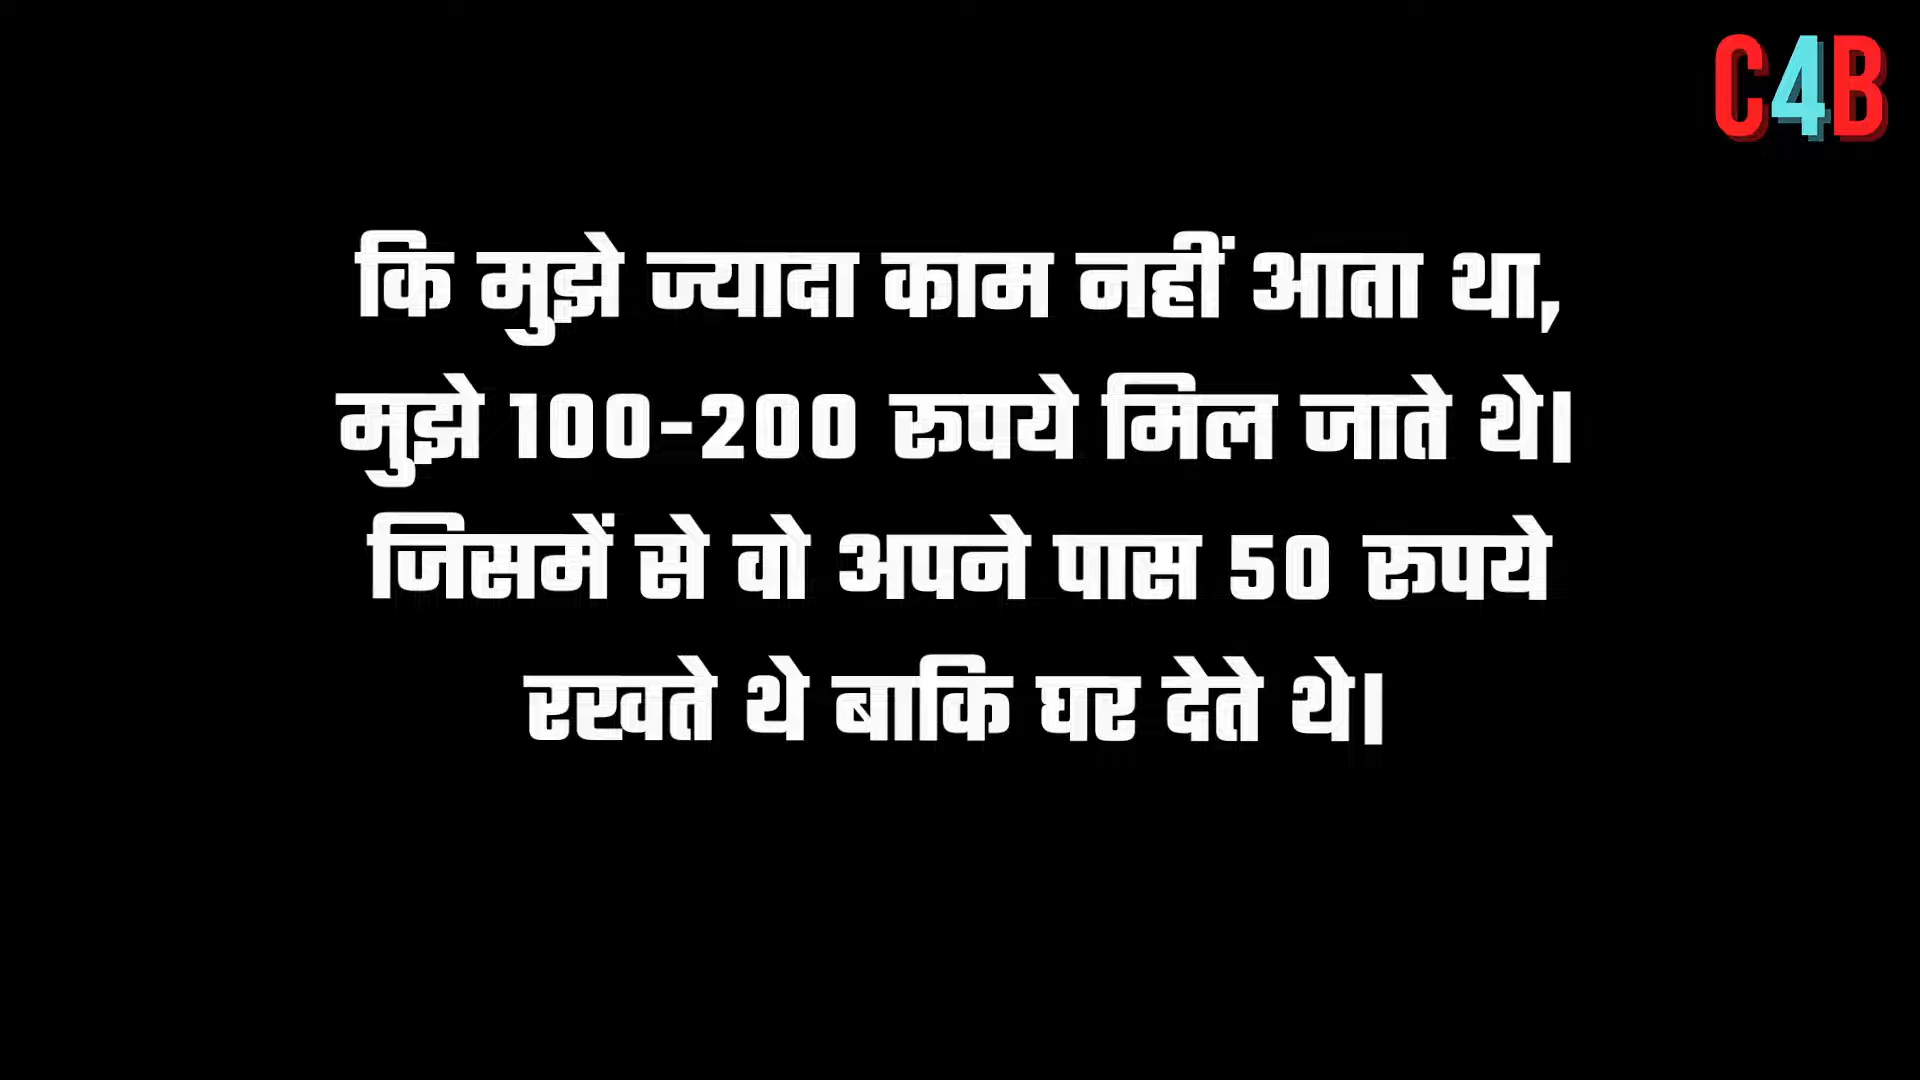 C4B
कि मुझे ज्यादा काम नहीं आता था,
मुझे 100-200 रुपये मिल जाते थे।
जिसमें से वो अपने पास 50 रुपये
रखते थे बाकि घर देते थे।